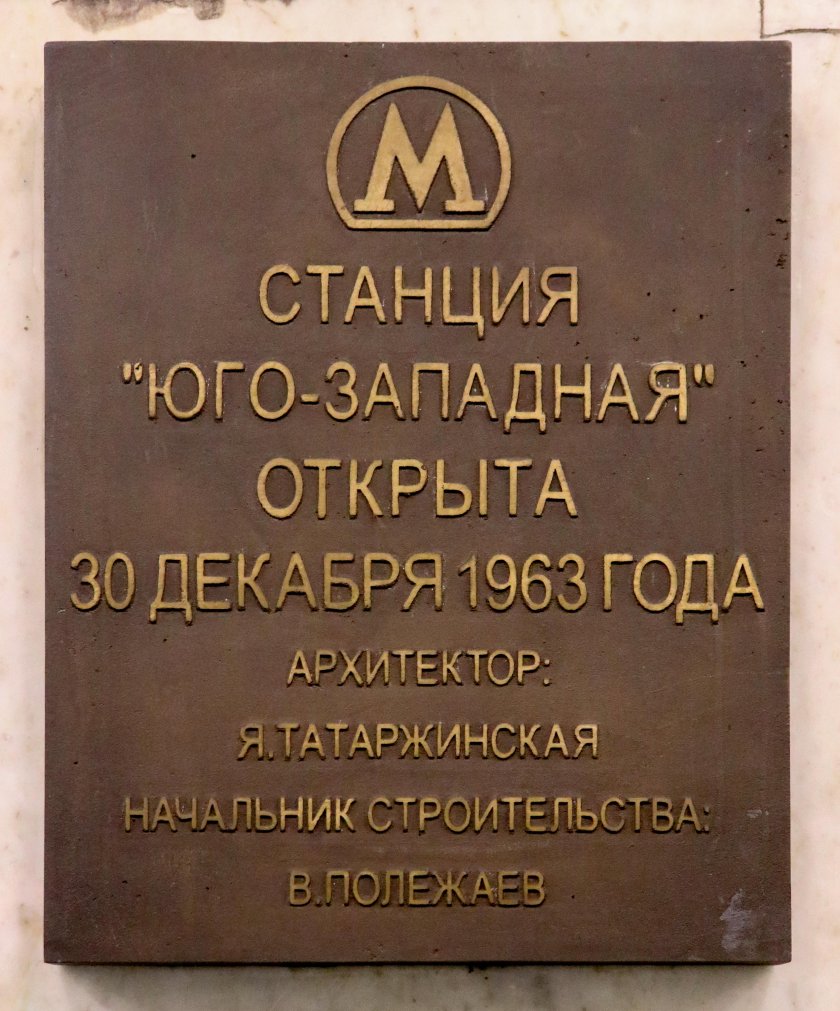 М
СТАНЦИЯ
"ЮГО-ЗАПАДНАЯ"
ОТКРЫТА
30 ДЕКАБРЯ 1963 ГОДА
АРХИТЕКТОР:
Я.ТАТАРЖИНСКАЯ
НАЧАЛЬНИК СТРОИТЕЛЬСТВА:
В.ПОЛЕЖАЕВ